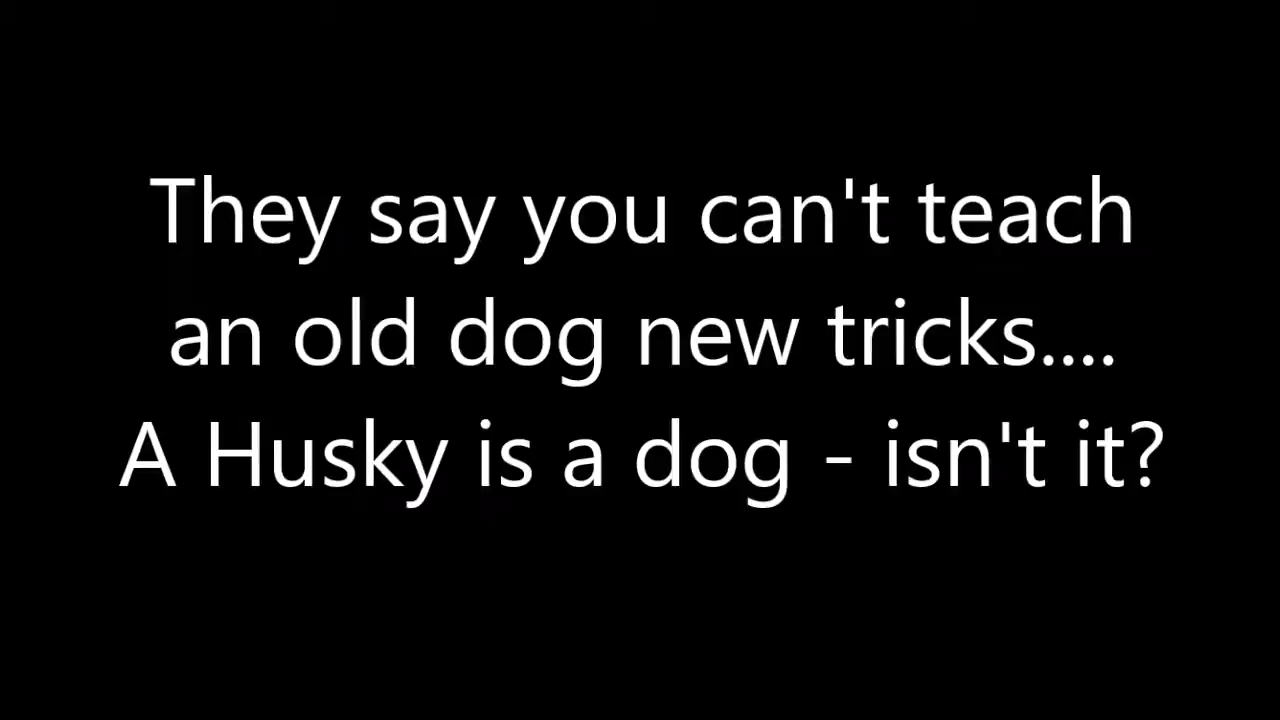 They say you can't teach
an old dog new tricks....
A Husky is a dog - isn't it?